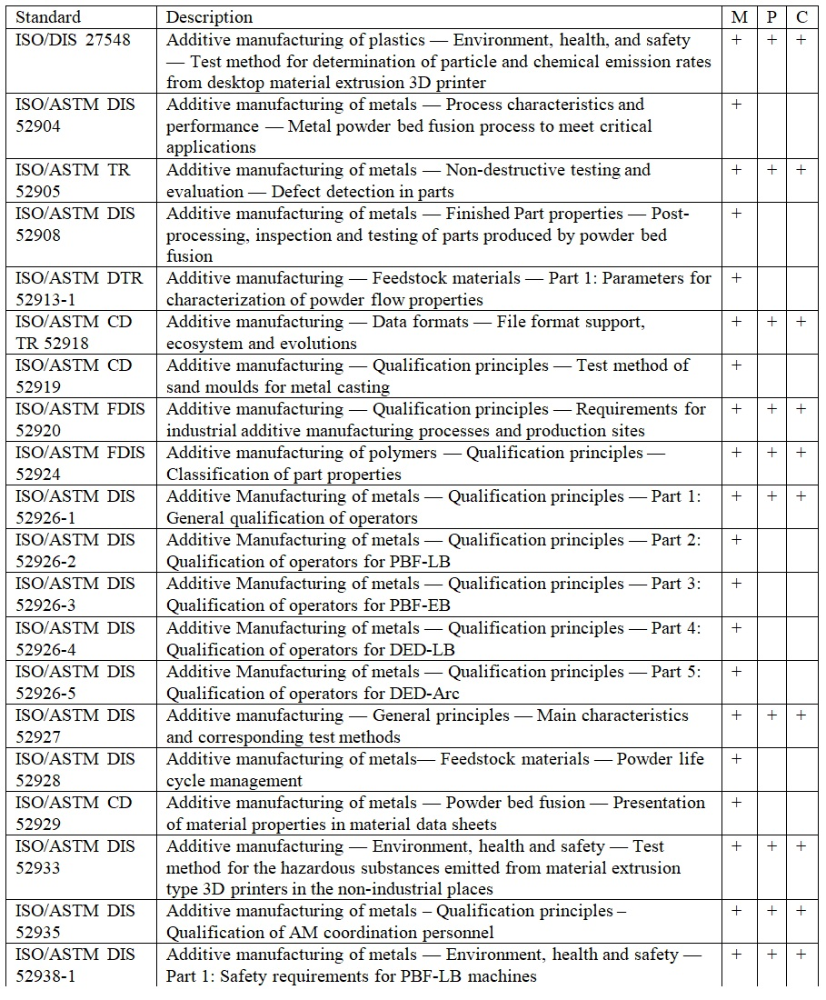 Standard Description M P C
ISO/DIS 27548 Additive manufacturing of plastics — Environment, health, and safety + + +
— Test method for determination of particle and chemical emission rates
from desktop material extrusion 3D printer
ISO/ASTM DIS Additive manufacturing of metals — Process characteristics and +
52904 performance — Metal powder bed fusion process to meet critical
applications
ISO/ASTM TR Additive manufacturing of metals — Non-destructive testing and + + +
52905 evaluation — Defect detection in parts
ISO/ASTM DIS Additive manufacturing of metals — Finished Part properties — Post- +
52908 processing, inspection and testing of parts produced by powder bed
fusion
ISO/ASTM DTR Additive manufacturing — Feedstock materials — Part 1: Parameters for +
52913-1 characterization of powder flow properties
ISO/ASTM CD Additive manufacturing — Data formats — File format support, + + +
TR 52918 ecosystem and evolutions
ISO/ASTM CD Additive manufacturing — Qualification principles — Test method of +
52919 sand moulds for metal casting
ISO/ASTM FDIS Additive manufacturing — Qualification principles — Requirements for + + +
52920 industrial additive manufacturing processes and production sites
ISO/ASTM FDIS Additive manufacturing of polymers — Qualification principles — + + +
52924 Classification of part properties
ISO/ASTM DIS Additive Manufacturing of metals — Qualification principles — Part 1: + + +
52926-1 General qualification of operators
ISO/ASTM DIS Additive Manufacturing of metals — Qualification principles — Part 2: +
52926-2 Qualification of operators for PBF-LB
ISO/ASTM DIS Additive Manufacturing of metals — Qualification principles — Part 3: +
52926-3 Qualification of operators for PBF-EB
ISO/ASTM DIS Additive Manufacturing of metals — Qualification principles — Part 4: +
52926-4 Qualification of operators for DED-LB
ISO/ASTM DIS Additive Manufacturing of metals — Qualification principles — Part 5: +
52926-5 Qualification of operators for DED-Arc
ISO/ASTM DIS Additive manufacturing — General principles — Main characteristics + + +
52927 and corresponding test methods
ISO/ASTM DIS Additive manufacturing of metals— Feedstock materials — Powder life +
52928 cycle management
ISO/ASTM CD Additive manufacturing of metals — Powder bed fusion — Presentation +
52929 of material properties in material data sheets
ISO/ASTM DIS Additive manufacturing — Environment, health and safety — Test + + +
52933 method for the hazardous substances emitted from material extrusion
type 3D printers in the non-industrial places
ISO/ASTM DIS Additive manufacturing of metals – Qualification principles – + + +
52935 Qualification of AM coordination personnel
ISO/ASTM DIS Additive manufacturing of metals — Environment, health and safety — + + +
52938-1 Part 1: Safety requirements for PBF-LB machines